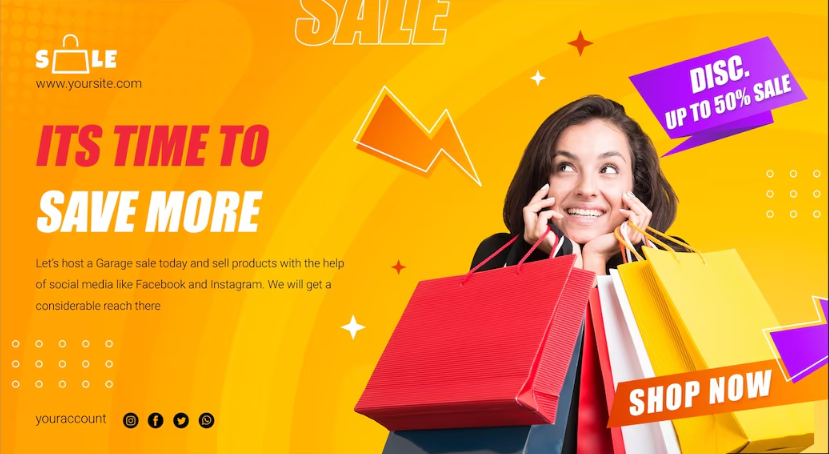 SALE
SALE
www.yoursite.com
ITS TIME TO
SAVE MORE
Let's host a Garage sale today and sell products with the help
of social media like Facebook and Instagram. We will get a
considerable reach there
youraccount
DISC.
UP TO 50% SALE
SHOP NOW